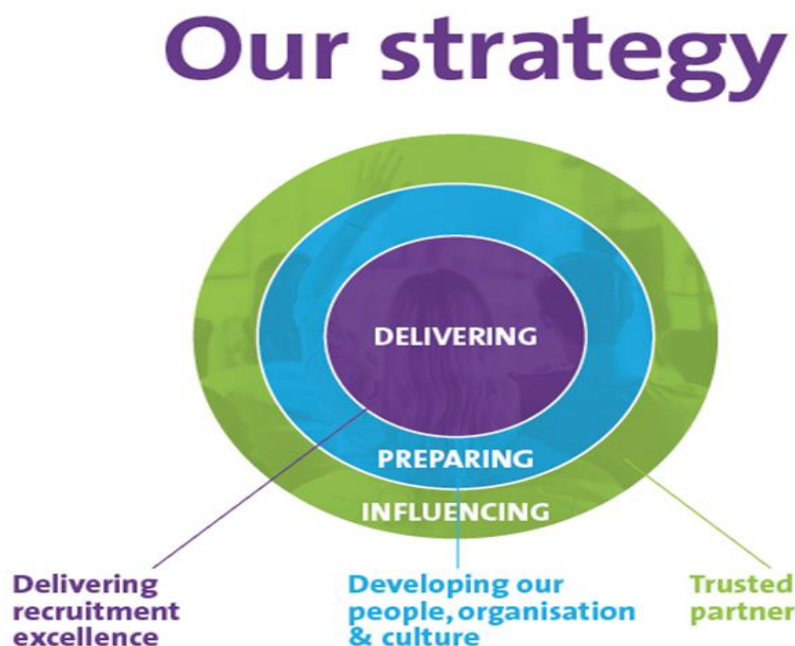 Our strategy
DELIVERING
PREPARING
INFLUENCING
Delivering
recruitment
excellence
Developing our
people, organisation
& culture
Trusted
partner